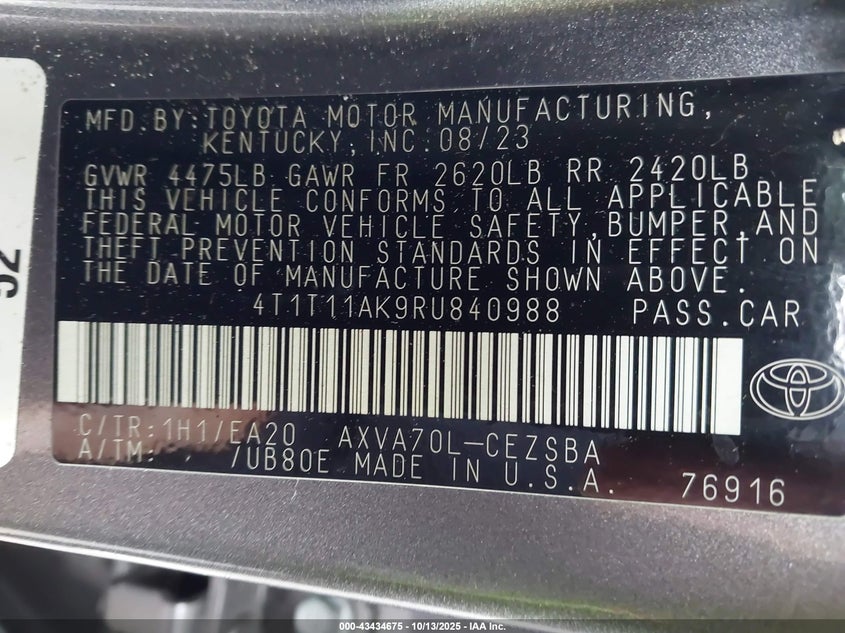 52
MFD.BY:TOYOTA MOTOR MANUFACTURING,
KENTUCKY,INC.08/23
GVWR 4475LB GAWR FR 2620LB RR 2420LB
THIS VEHICLE CONFORMS TO ALL APPLICABLE
FEDERAL MOTOR VEHICLE SAFETY,BUMPER,AND
THEFT PREVENTION STANDARDS IN EFFECT ON
THE DATE OF MANUFACTURE SHOWN ABOVE.
4T1T11AK9RU840988 PASS.CAR
C/TR:1H1/EA20 AXVA70L-CEZSBA
A/TM: /UB80E MADE IN U.S.A. 76916
000-43434675 - 10/13/2025 - IAA Inc.